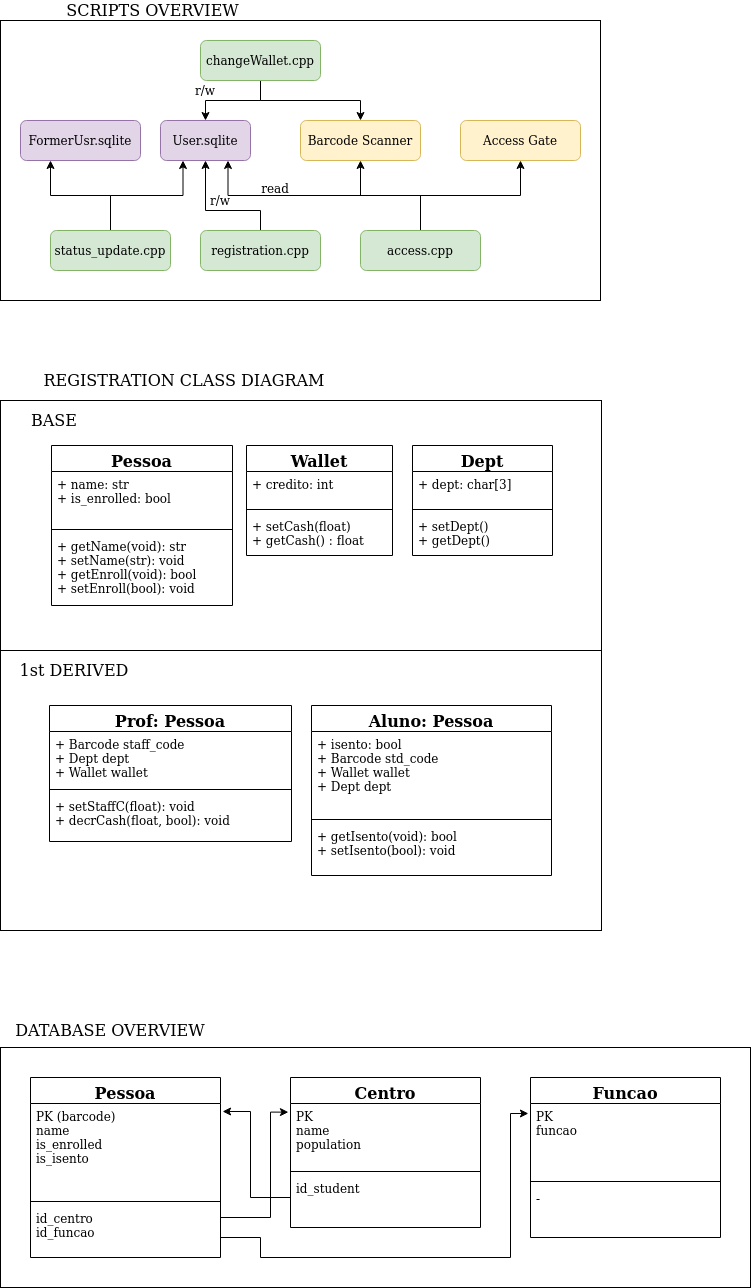 SCRIPTS OVERVIEW
changeWallet.cpp
r/w
FormerUsr.sqlite
User.sqlite
Barcode Scanner
Access Gate
read
r/w
status_update.cpp
registration.cpp
access.cpp
REGISTRATION CLASS DIAGRAM
BASE
Pessoa
+ name: str
+ is_enrolled: bool
+ getName(void): str
+ setName(str): void
+ getEnroll(void): bool
+ setEnroll(bool): void
Wallet
+ credito: int
+ setCash(float)
+ getCash() : float
Dept
+ dept: char[3]
+ setDept()
+ getDept()
1st DERIVED
Prof: Pessoa
+ Barcode staff_code
+ Dept dept
+ Wallet wallet
+ setStaffC(float): void
+ decrCash(float, bool): void
Aluno: Pessoa
+ isento: bool
+ Barcode std_code
+ Wallet wallet
+ Dept dept
+ getIsento(void): bool
+ setIsento(bool): void
DATABASE OVERVIEW
Pessoa
PK (barcode)
name
is_enrolled
is_isento
id_centro
id_funcao
Centro
PK
name
population
id_student
Funcao
PK
funcao
-